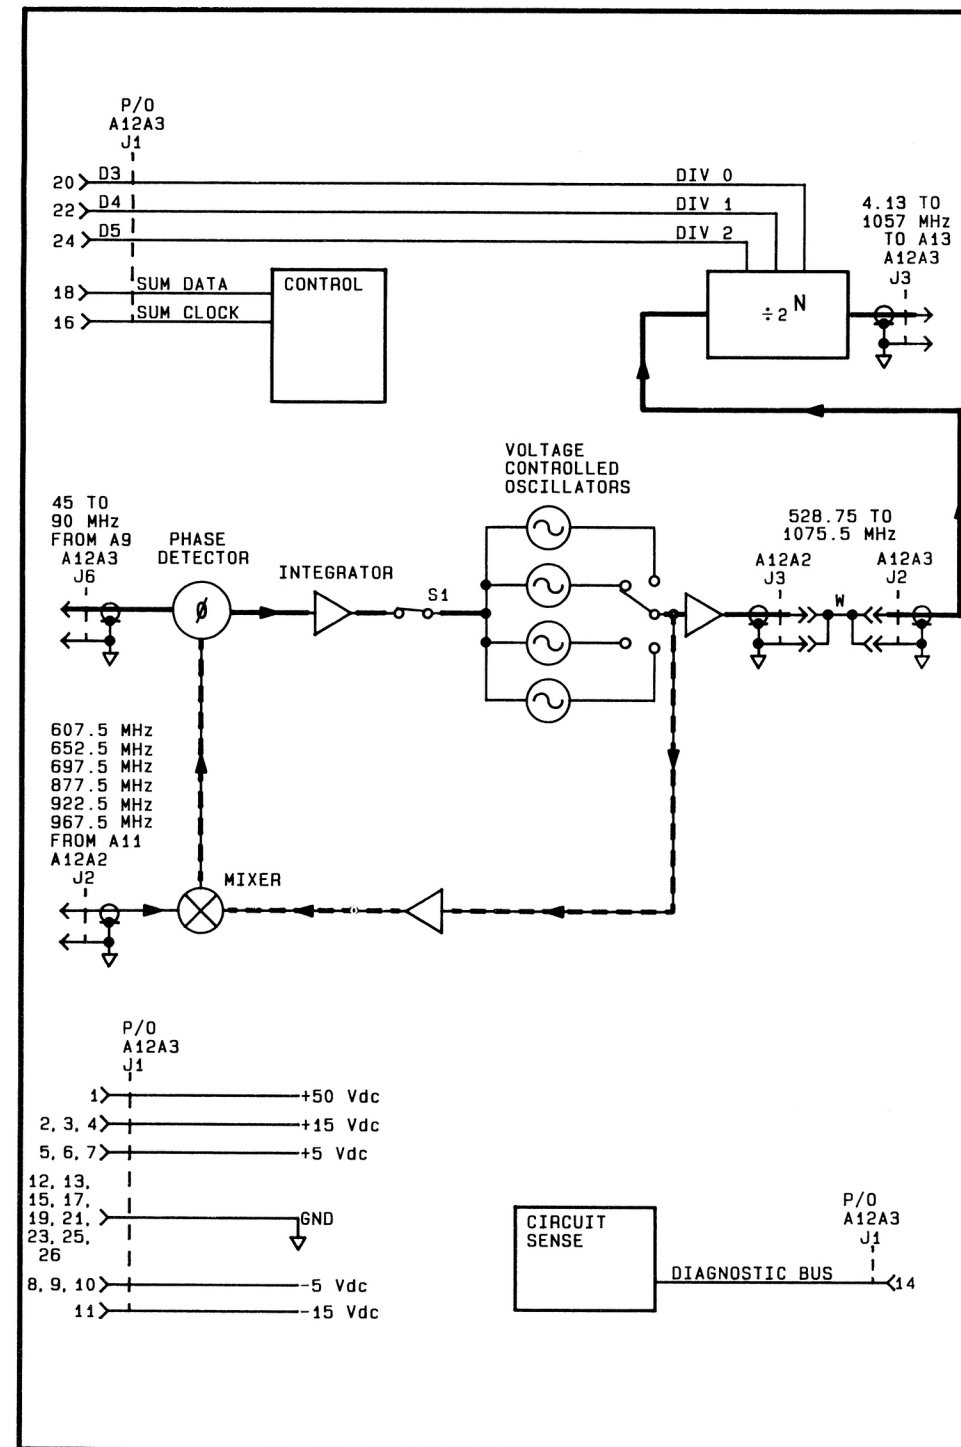 P/O
A12A3
J1
20 D3 DIV 0
22 D4 DIV 1
24 D5 DIV 2
18 SUM DATA
16 SUM CLOCK
CONTROL
÷2 N
4.13 TO
1057 MHz
TO A13
A12A3
J3
VOLTAGE
CONTROLLED
OSCILLATORS
45 TO
90 MHz
FROM A9
A12A3
J6
PHASE
DETECTOR
ø
INTEGRATOR
S1
528.75 TO
1075.5 MHz
A12A2
J3
W
A12A3
J2
607.5 MHz
652.5 MHz
697.5 MHz
877.5 MHz
922.5 MHz
967.5 MHz
FROM A11
A12A2
J2
MIXER
P/O
A12A3
J1
1 +50 Vdc
2, 3, 4 +15 Vdc
5, 6, 7 +5 Vdc
12, 13,
15, 17,
19, 21, GND
23, 25,
26
8, 9, 10 -5 Vdc
11 -15 Vdc
CIRCUIT
SENSE
DIAGNOSTIC BUS
P/O
A12A3
J1
14